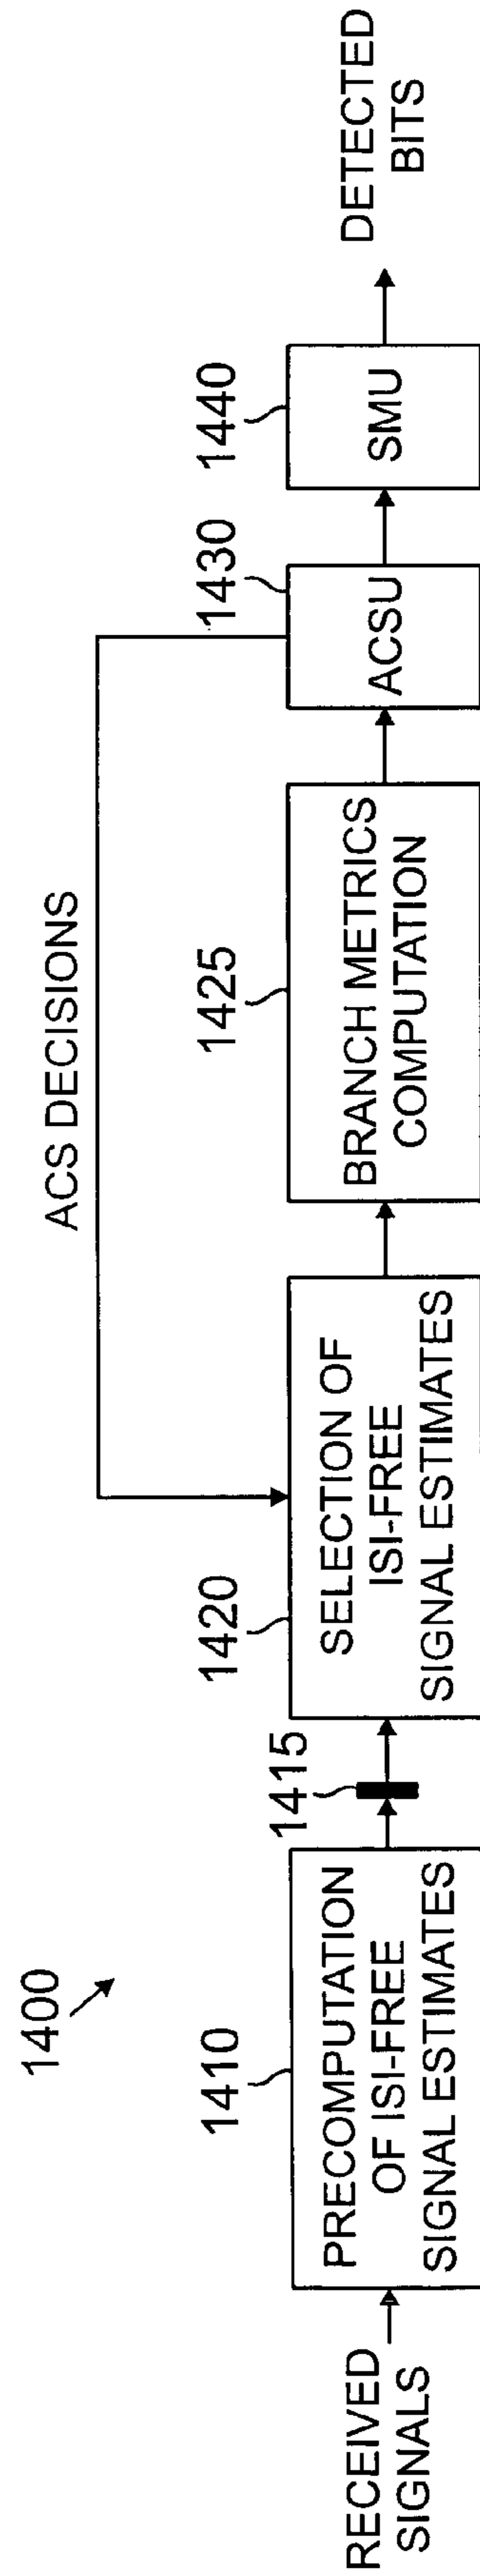 1400
ACS DECISIONS
RECEIVED
SIGNALS
1410
PRECOMPUTATION
OF ISI-FREE
SIGNAL ESTIMATES
1415
1420
SELECTION OF
ISI-FREE
SIGNAL ESTIMATES
1425
BRANCH METRICS
COMPUTATION
1430
ACSU
1440
SMU
DETECTED
BITS